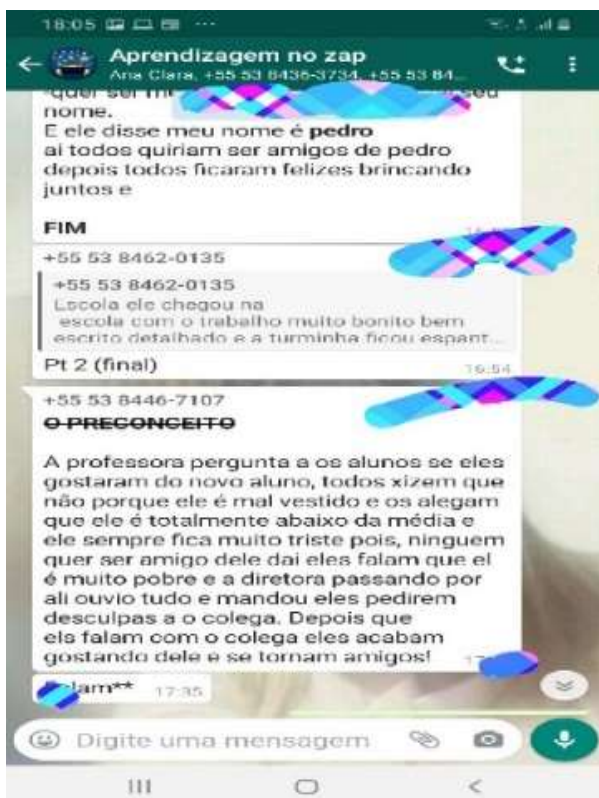 18:05
Aprendizagem no zap
Ana Clara, +55 53 8436-3734, +55 53 84...
quer ser
nome.
E ele disse meu nome é pedro
ai todos quiriam ser amigos de pedro
depois todos ficaram felizes brincando
juntos e
FIM
+55 53 8462-0135
+55 53 8462-0135
Escola ele chegou na
escola com o trabalho muito bonito bem
escrito detalhado e a turminha ficou espant...
Pt 2 (final)
16:54
+55 53 8446-7107
O PRECONCEITO
A professora pergunta a os alunos se eles
gostaram do novo aluno, todos xizem que
não porque ele é mal vestido e os alegam
que ele é totalmente abaixo da média e
ele sempre fica muito triste pois, ninguem
quer ser amigo dele dai eles falam que el
é muito pobre e a diretora passando por
ali ouvio tudo e mandou eles pedirem
desculpas a o colega. Depois que
els falam com o colega eles acabam
gostando dele e se tornam amigos!
17:35
Digite uma mensagem